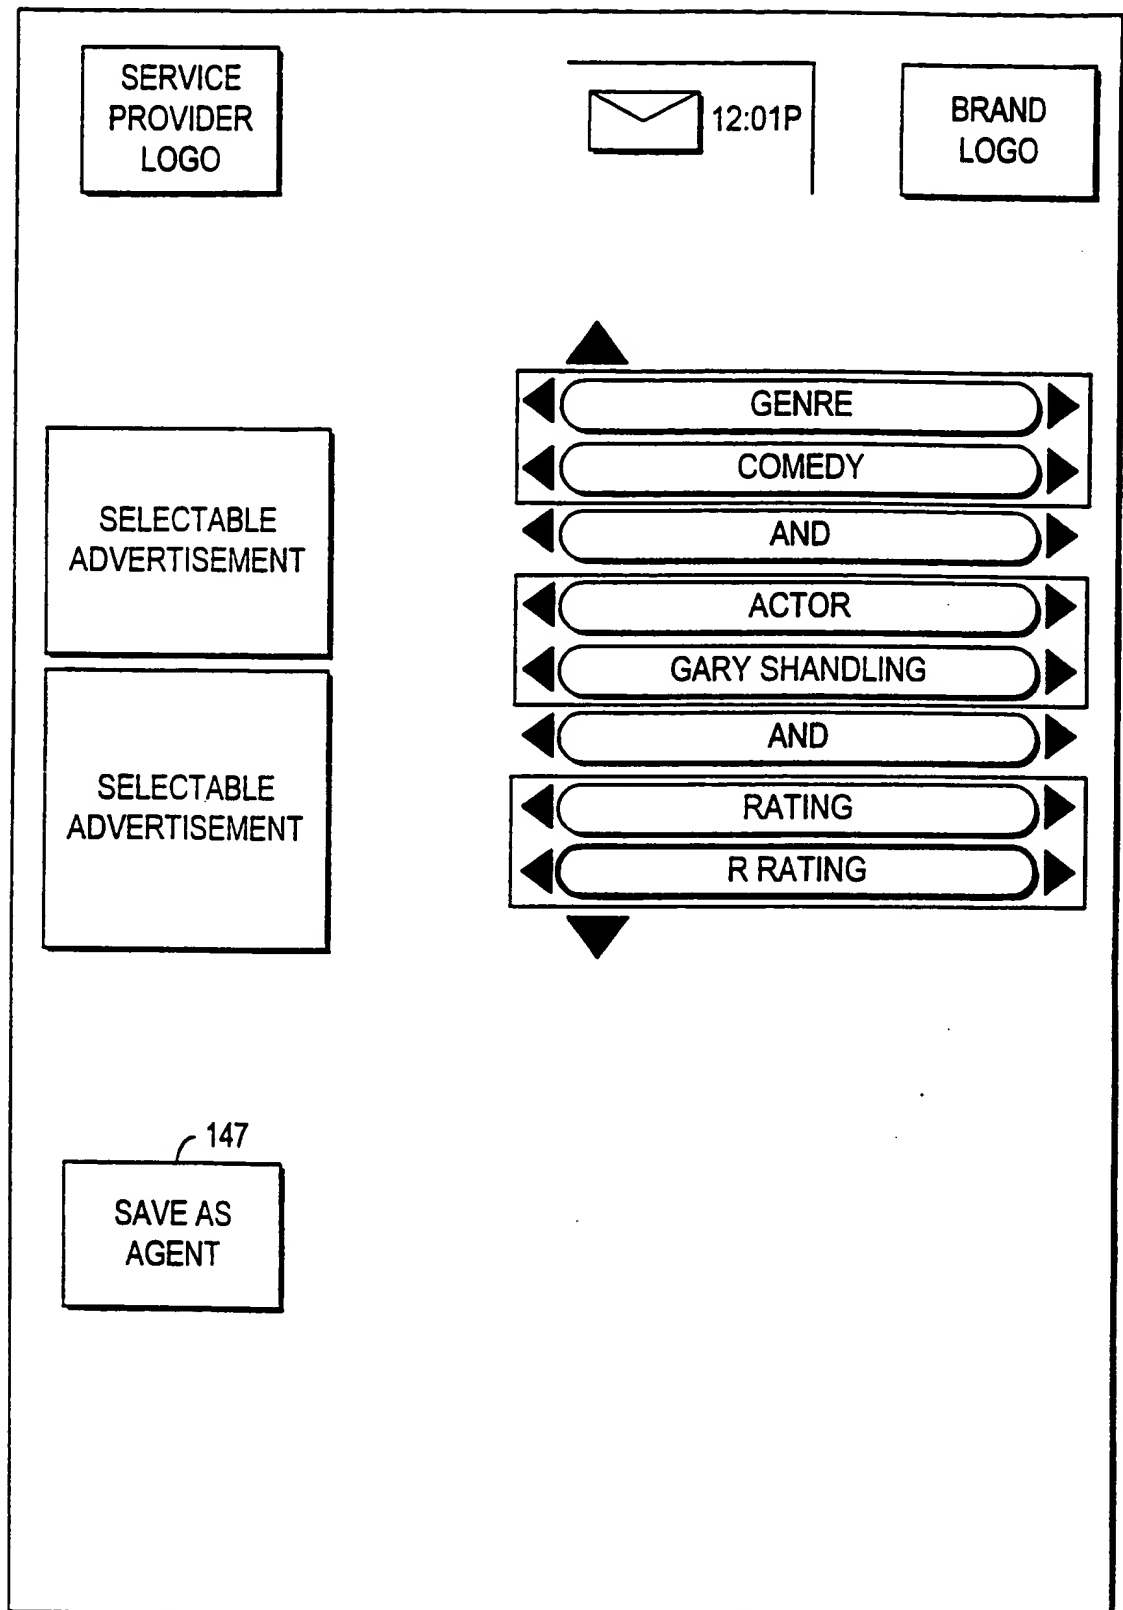 SERVICE
PROVIDER
LOGO
12:01P
BRAND
LOGO
GENRE
COMEDY
AND
ACTOR
GARY SHANDLING
AND
RATING
R RATING
SELECTABLE
ADVERTISEMENT
SELECTABLE
ADVERTISEMENT
147
SAVE AS
AGENT